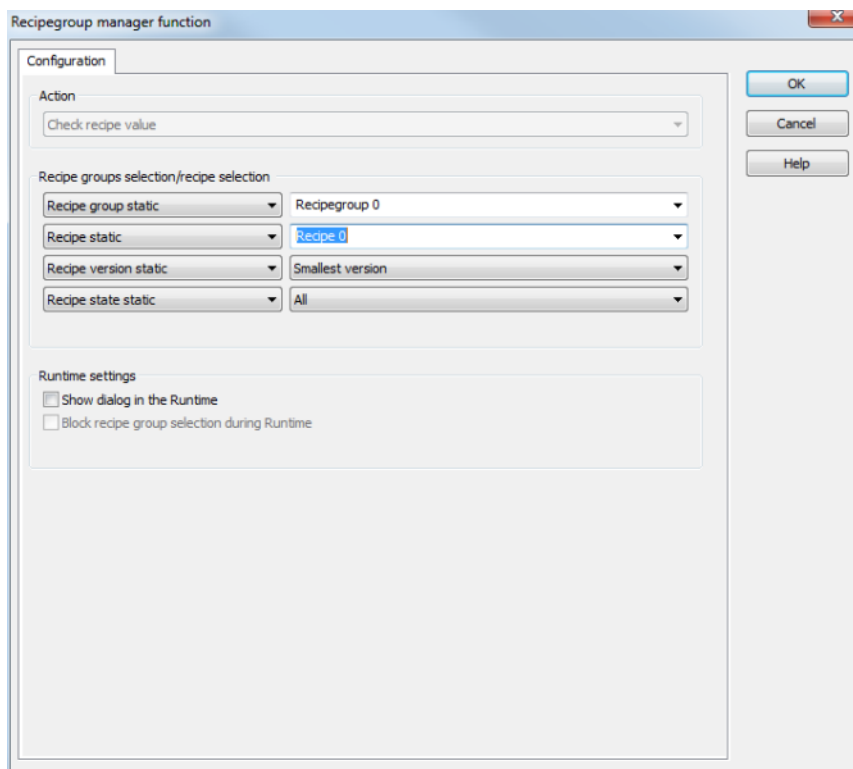 Recipegroup manager function
Configuration
Action
Check recipe value
OK
Cancel
Help
Recipe groups selection/recipe selection
Recipe group static Recipegroup 0
Recipe static Recipe 0
Recipe version static Smallest version
Recipe state static All
Runtime settings
Show dialog in the Runtime
Block recipe group selection during Runtime